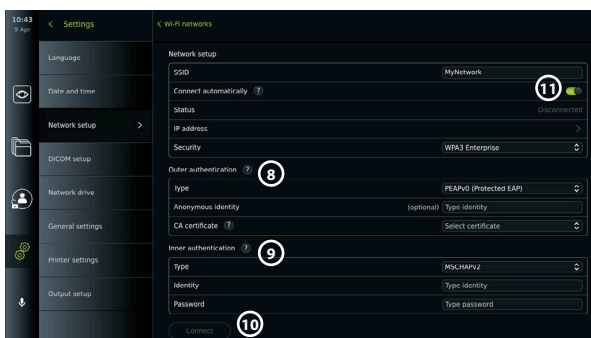 10:43
9 Apr
< Settings
< Wi-Fi networks
Language
Date and time
Network setup >
DICOM setup
Network drive
General settings
Printer settings
Output setup
Network setup
SSID MyNetwork
Connect automatically ? 11
Status Disconnected
IP address >
Security WPA3 Enterprise
Outer authentication ? 8
Type PEAPv0 (Protected EAP)
Anonymous identity (optional) Type identity
CA certificate ? Select certificate
Inner authentication ? 9
Type MSCHAPv2
Identity Type identity
Password Type password
Connect 10